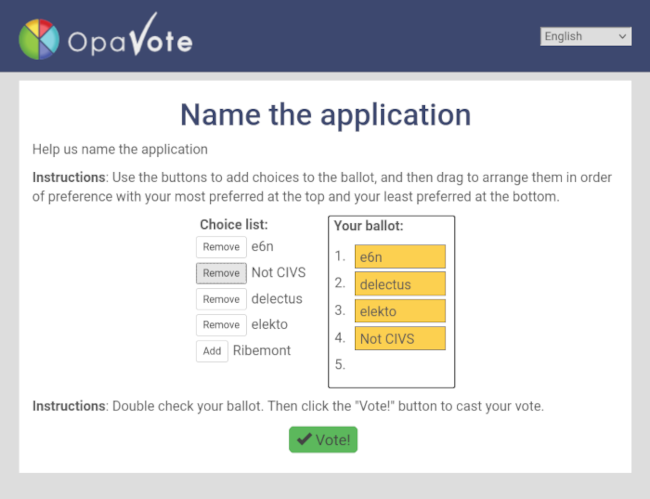 OpaVote
English
Name the application
Help us name the application
Instructions: Use the buttons to add choices to the ballot, and then drag to arrange them in order
of preference with your most preferred at the top and your least preferred at the bottom.
Choice list:
Remove e6n
Remove Not CIVS
Remove delectus
Remove elekto
Add Ribemont
Your ballot:
1. e6n
2. delectus
3. elekto
4. Not CIVS
5.
Instructions: Double check your ballot. Then click the "Vote!" button to cast your vote.
Vote!